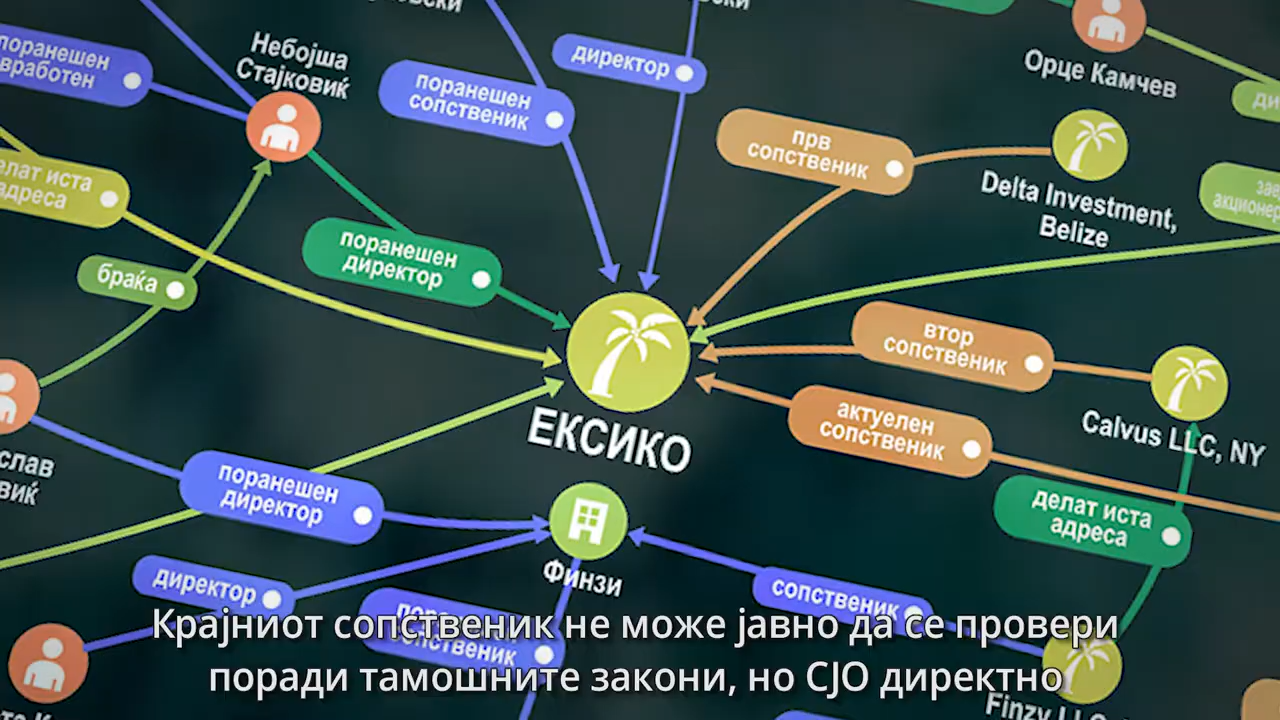 поранешен
Небојша
Стајковиќ
поранешен
сопственик
директор
Орце Камчев
прв
сопственик
Delta Investment,
Belize
иста
адреса
поранешен
директор
браќа
втор
сопственик
ЕКСИКО
актуелен
сопственик
Calvus LLC, NY
поранешен
директор
делат иста
адреса
Финзи
директор
сопственик
сопственик
Крајниот сопственик не може јавно да се провери
поради тамошните закони, но СЈО директно